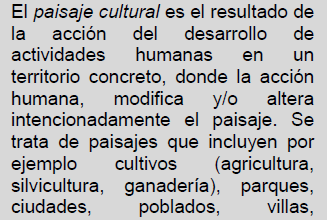 El paisaje cultural es el resultado de
la acción del desarrollo de
actividades humanas en un
territorio concreto, donde la acción
humana, modifica y/o altera
intencionadamente el paisaje. Se
trata de paisajes que incluyen por
ejemplo cultivos (agricultura,
silvicultura, ganadería), parques,
ciudades, poblados, villas,